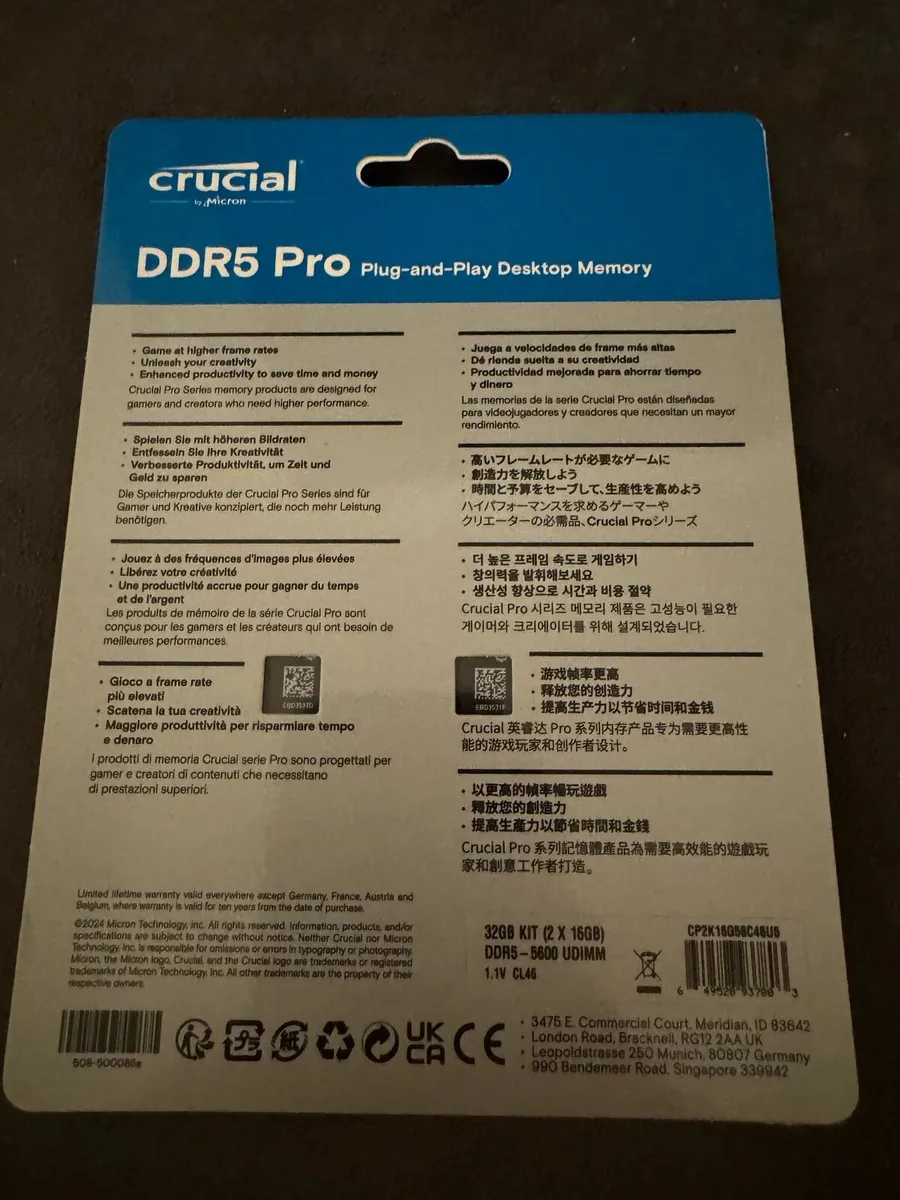 crucial
by Micron
DDR5 Pro Plug-and-Play Desktop Memory
• Game at higher frame rates
• Unleash your creativity
• Enhanced productivity to save time and money
Crucial Pro Series memory products are designed for
gamers and creators who need higher performance.
• Spielen Sie mit höheren Bildraten
• Entfesseln Sie Ihre Kreativität
• Verbesserte Produktivität, um Zeit und
Geld zu sparen
Die Speicherprodukte der Crucial Pro Series sind für
Gamer und Kreative konzipiert, die noch mehr Leistung
benötigen.
• Jouez à des fréquences d'images plus élevées
• Libérez votre créativité
• Une productivité accrue pour gagner du temps
et de l'argent
Les produits de mémoire de la série Crucial Pro sont
conçus pour les gamers et les créateurs qui ont besoin de
meilleures performances.
• Gioco a frame rate
più elevati
• Scatena la tua creatività
• Maggiore produttività per risparmiare tempo
e denaro
I prodotti di memoria Crucial serie Pro sono progettati per
gamer e creatori di contenuti che necessitano
di prestazioni superiori.
• Juega a velocidades de frame más altas
• Dé rienda suelta a su creatividad
• Productividad mejorada para ahorrar tiempo
y dinero
Las memorias de la serie Crucial Pro están diseñadas
para videojugadores y creadores que necesitan un mayor
rendimiento.
• 高いフレームレートが必要なゲームに
• 創造力を解放しよう
• 時間と予算をセーブして、生産性を高めよう
ハイパフォーマンスを求めるゲーマーや
クリエーターの必需品、Crucial Proシリーズ
• 더 높은 프레임 속도로 게임하기
• 창의력을 발휘해보세요
• 생산성 향상으로 시간과 비용 절약
Crucial Pro 시리즈 메모리 제품은 고성능이 필요한
게이머와 크리에이터를 위해 설계되었습니다.
• 游戏帧率更高
• 释放您的创造力
• 提高生产力以节省时间和金钱
Crucial 英睿达 Pro 系列内存产品专为需要更高性
能的游戏玩家和创作者设计。
• 以更高的幀率暢玩遊戲
• 釋放您的創造力
• 提高生產力以節省時間和金錢
Crucial Pro 系列記憶體產品為需要高效能的遊戲玩
家和創意工作者打造。
Limited lifetime warranty valid everywhere except Germany, France, Austria and
Belgium, where warranty is valid for ten years from the date of purchase.
©2024 Micron Technology, Inc. All rights reserved. Information, products, and/or
specifications are subject to change without notice. Neither Crucial nor Micron
Technology, Inc. is responsible for omissions or errors in typography or photography.
Micron, the Micron logo, Crucial, and the Crucial logo are trademarks or registered
trademarks of Micron Technology, Inc. All other trademarks are the property of their
respective owners.
32GB KIT (2 X 16GB)
DDR5-5600 UDIMM
1.1V CL46
CP2K16G56C46U5
6 49528 93780 3
紙
UK
CA
CE
• 3475 E. Commercial Court, Meridian, ID 83642
• London Road, Bracknell, RG12 2AA UK
• Leopoldstrasse 250 Munich, 80807 Germany
• 990 Bendemeer Road, Singapore 339942